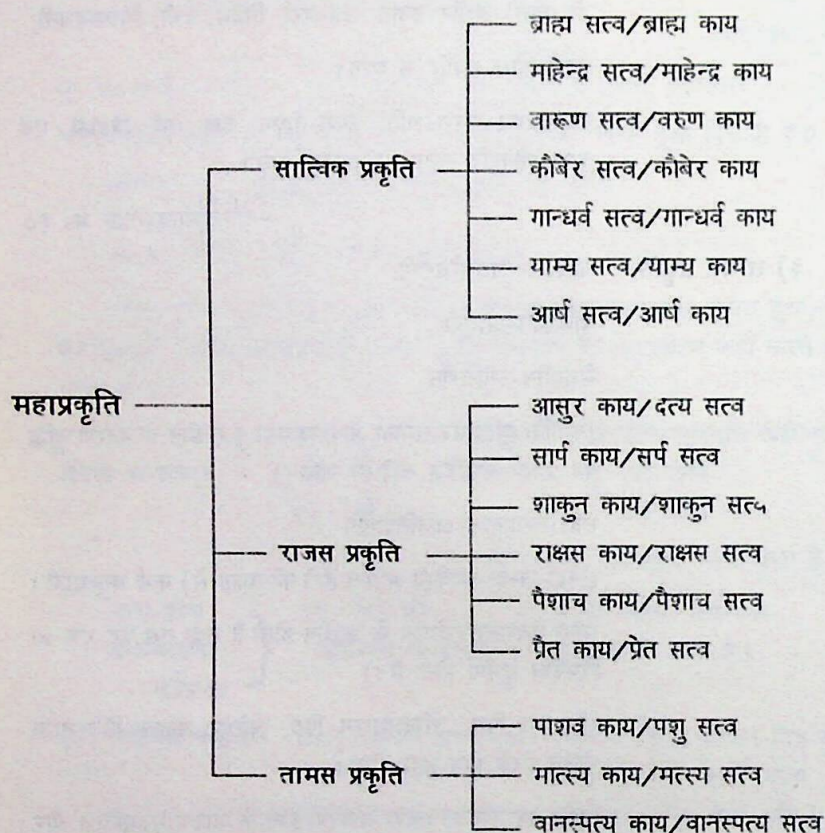 ब्राह्म सत्व/ब्राह्म काय
माहेन्द्र सत्व/माहेन्द्र काय
वारूण सत्व/वरुण काय
सात्विक प्रकृति
कौबेर सत्व/कौबेर काय
गान्धर्व सत्व/गान्धर्व काय
याम्य सत्व/याम्य काय
आर्ष सत्व/आर्ष काय
महाप्रकृति
आसुर काय/दत्य सत्व
सार्प काय/सर्प सत्व
शाकुन काय/शाकुन सत्व
राजस प्रकृति
राक्षस काय/राक्षस सत्व
पैशाच काय/पैशाच सत्व
प्रैत काय/प्रेत सत्व
पाशव काय/पशु सत्व
तामस प्रकृति
मात्स्य काय/मत्स्य सत्व
वानस्पत्य काय/वानस्पत्य सत्व